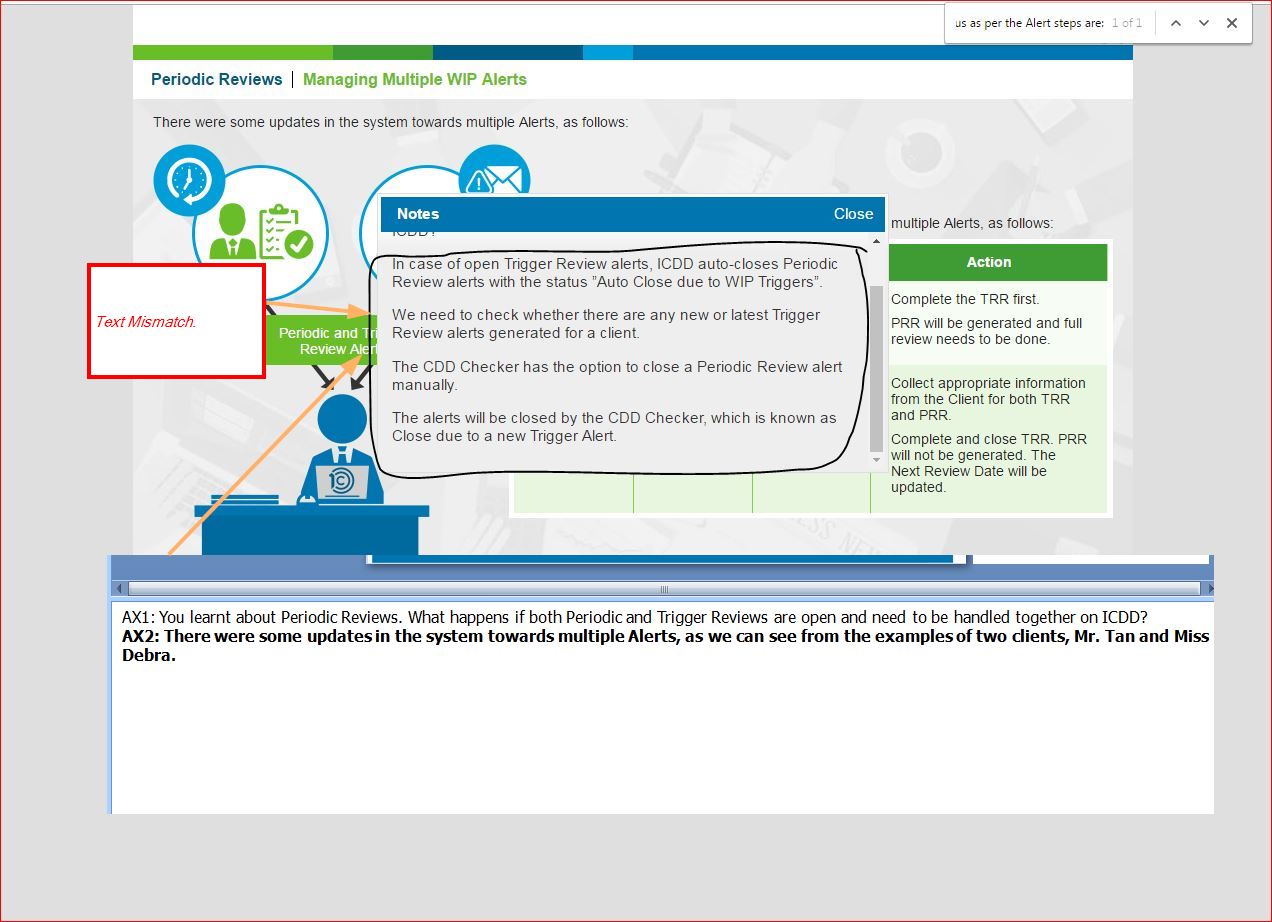 us as per the Alert steps are: 1 of 1
Periodic Reviews | Managing Multiple WIP Alerts
There were some updates in the system towards multiple Alerts, as follows:
Notes
Close
ICDD?
In case of open Trigger Review alerts, ICDD auto-closes Periodic
Review alerts with the status ”Auto Close due to WIP Triggers”.
We need to check whether there are any new or latest Trigger
Review alerts generated for a client.
The CDD Checker has the option to close a Periodic Review alert
manually.
The alerts will be closed by the CDD Checker, which is known as
Close due to a new Trigger Alert.
multiple Alerts, as follows:
Action
Complete the TRR first.
PRR will be generated and full
review needs to be done.
Collect appropriate information
from the Client for both TRR
and PRR.
Complete and close TRR. PRR
will not be generated. The
Next Review Date will be
updated.
Text Mismatch.
Periodic and Tri
Review Alert
AX1: You learnt about Periodic Reviews. What happens if both Periodic and Trigger Reviews are open and need to be handled together on ICDD?
AX2: There were some updates in the system towards multiple Alerts, as we can see from the examples of two clients, Mr. Tan and Miss
Debra.